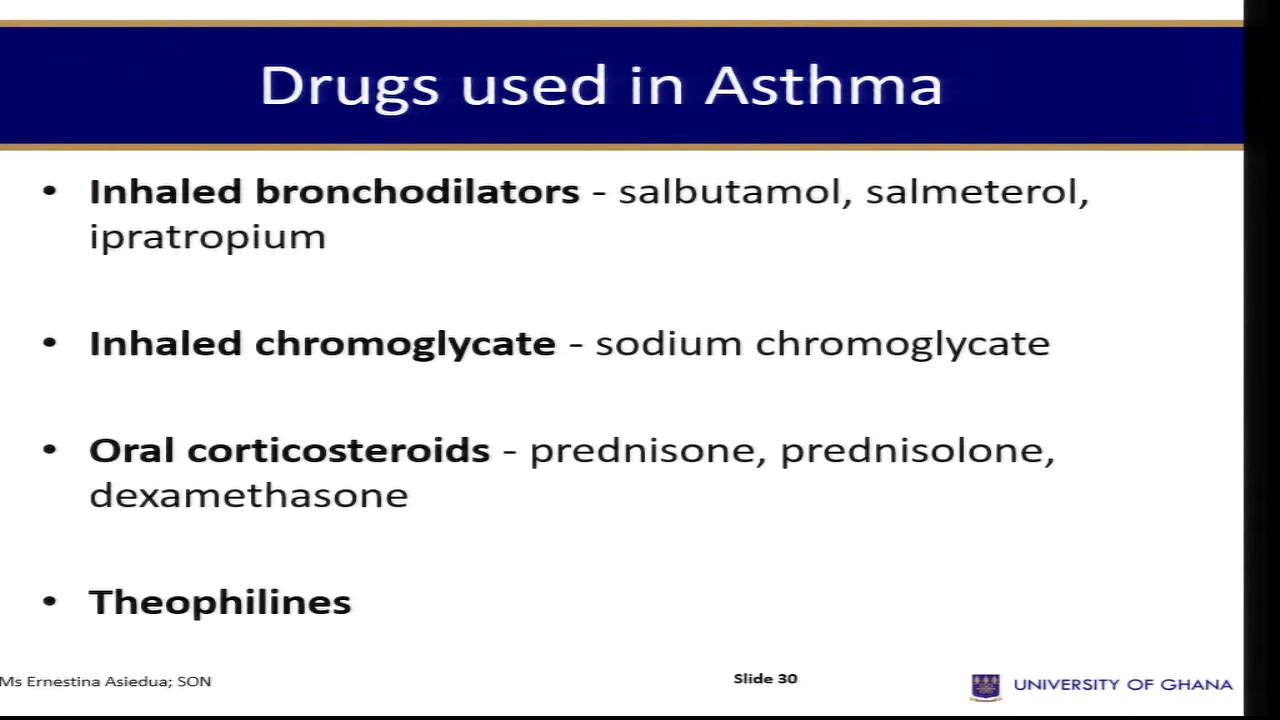 Drugs used in Asthma
• Inhaled bronchodilators - salbutamol, salmeterol,
ipratropium
• Inhaled chromoglycate - sodium chromoglycate
• Oral corticosteroids - prednisone, prednisolone,
dexamethasone
• Theophilines
Ms Ernestina Asiedua; SON
Slide 30
UNIVERSITY OF GHANA